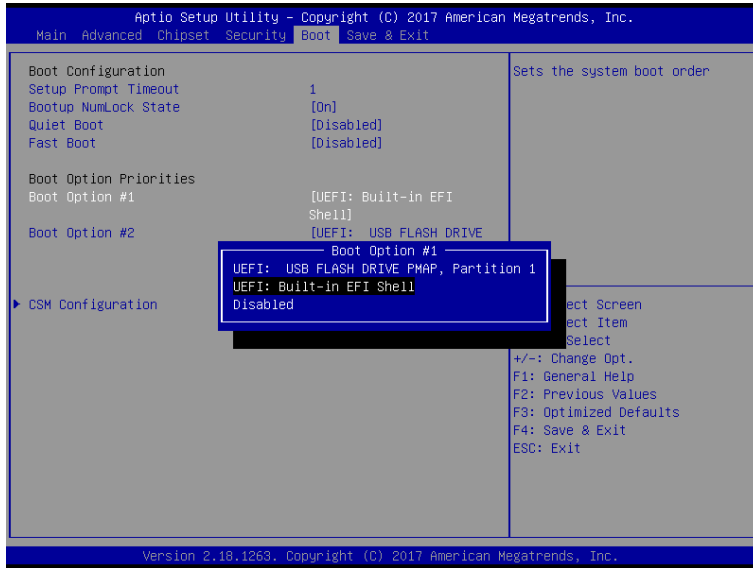 Aptio Setup Utility – Copyright (C) 2017 American Megatrends, Inc.
Main Advanced Chipset Security Boot Save & Exit
Boot Configuration
Setup Prompt Timeout 1
Bootup NumLock State [On]
Quiet Boot [Disabled]
Fast Boot [Disabled]
Boot Option Priorities
Boot Option #1 [UEFI: Built-in EFI
Shell]
Boot Option #2 [UEFI: USB FLASH DRIVE
CSM Configuration
Boot Option #1
UEFI: USB FLASH DRIVE PMAP, Partition 1
UEFI: Built-in EFI Shell
Disabled
Sets the system boot order
Screen
Item
Select
+/-: Change Opt.
F1: General Help
F2: Previous Values
F3: Optimized Defaults
F4: Save & Exit
ESC: Exit
Version 2.18.1263. Copyright (C) 2017 American Megatrends, Inc.